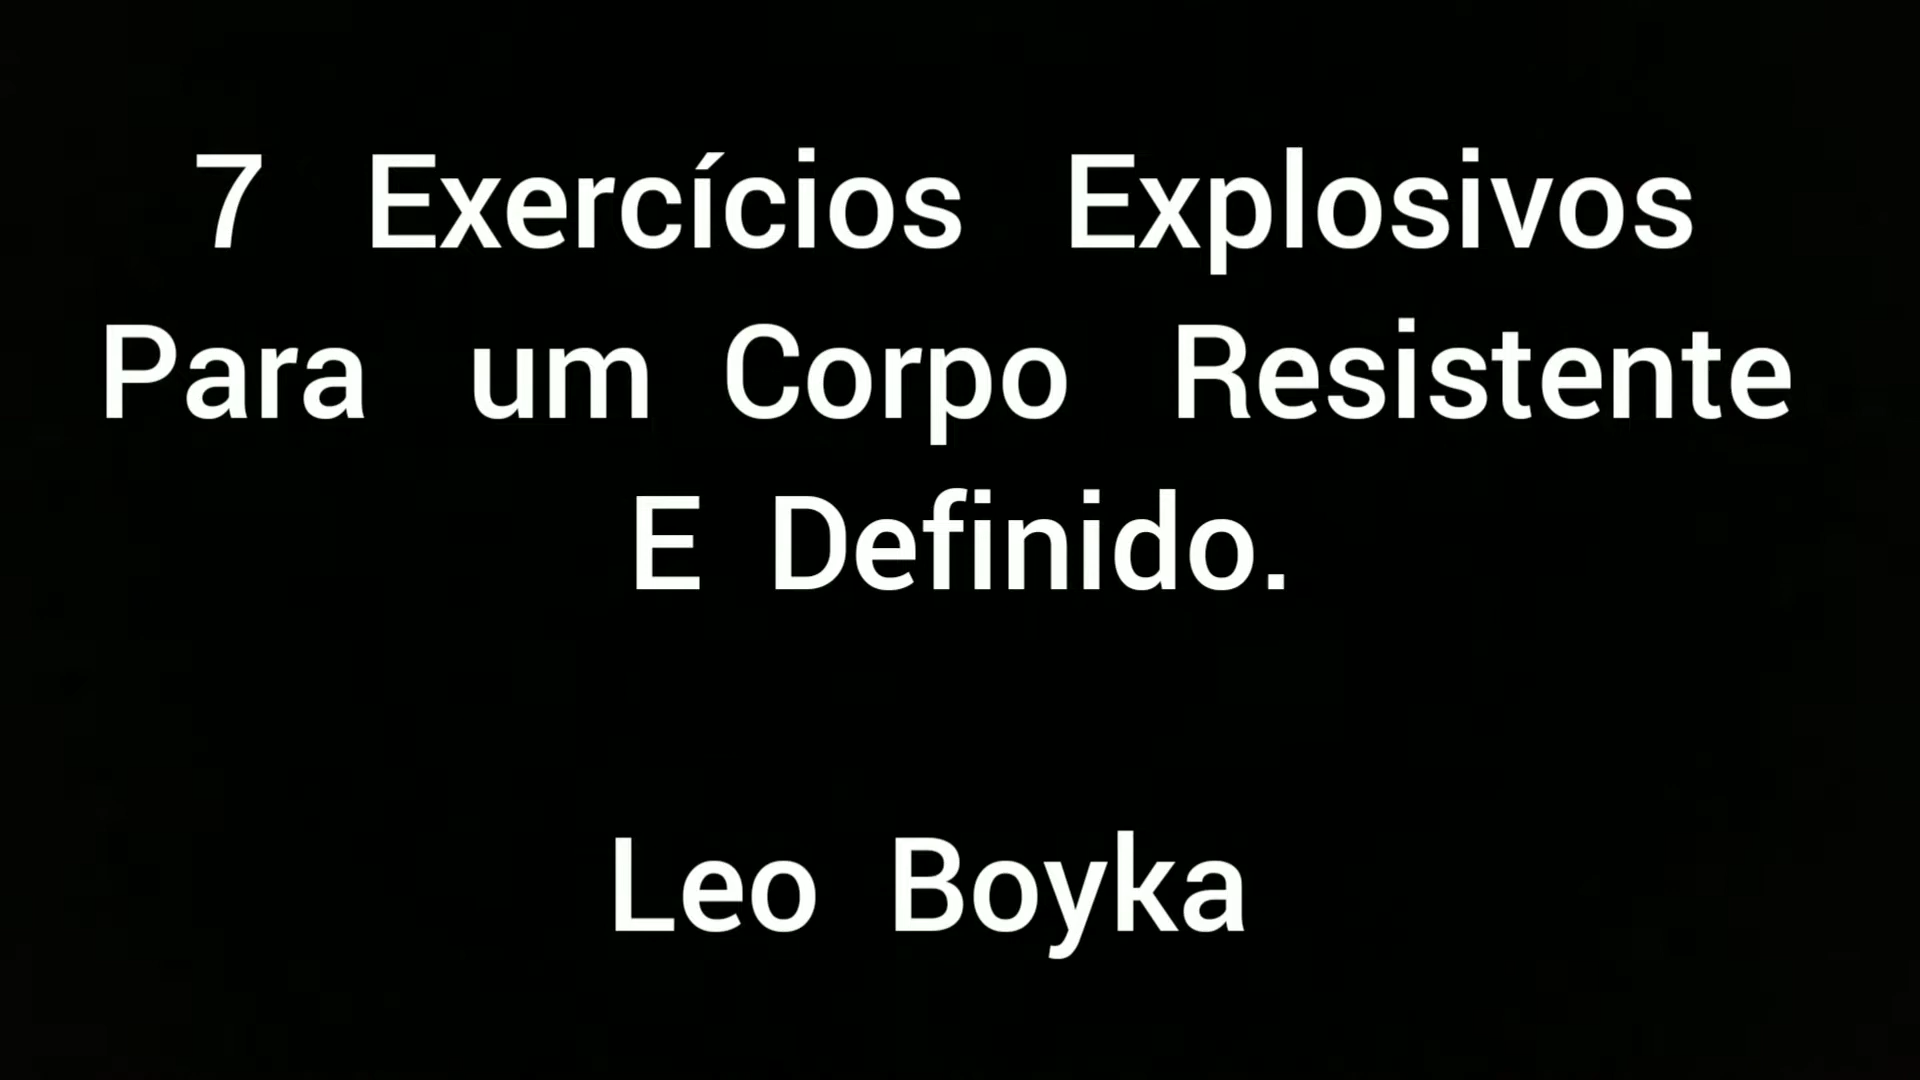 7 Exercícios Explosivos
Para um Corpo Resistente
E Definido.
Leo Boyka